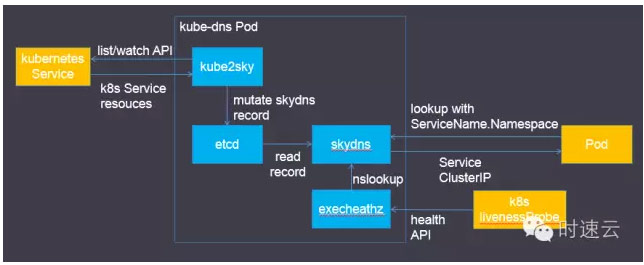 kube-dns Pod
kubernetes
Service
list/watch API
k8s Service
resouces
kube2sky
mutate skydns
record
etcd
read
record
skydns
lookup with
ServiceName.Namespace
Pod
Service
ClusterIP
nslookup
execheathz
health
API
k8s
livenessProbe
时速云